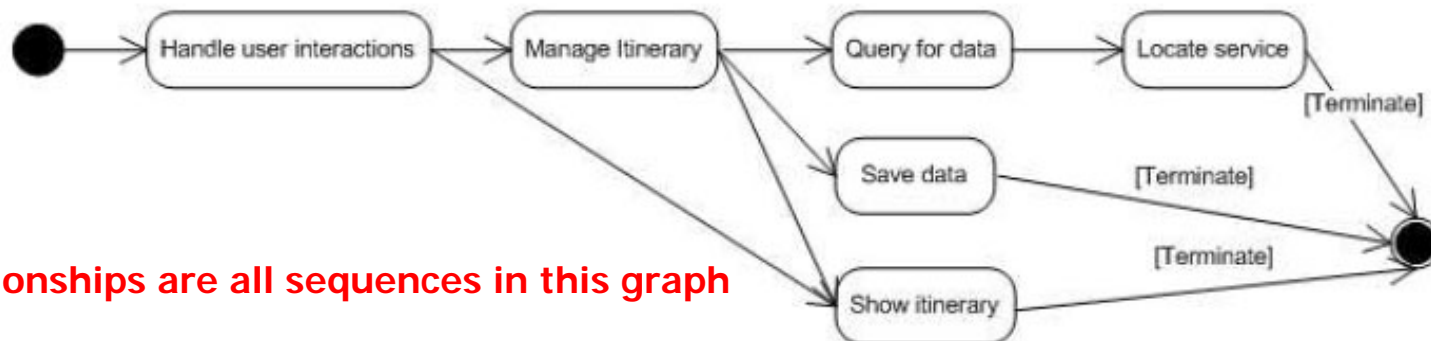 Handle user interactions
Manage Itinerary
Query for data
Locate service
[Terminate]
Save data
[Terminate]
[Terminate]
onships are all sequences in this graph
Show itinerary